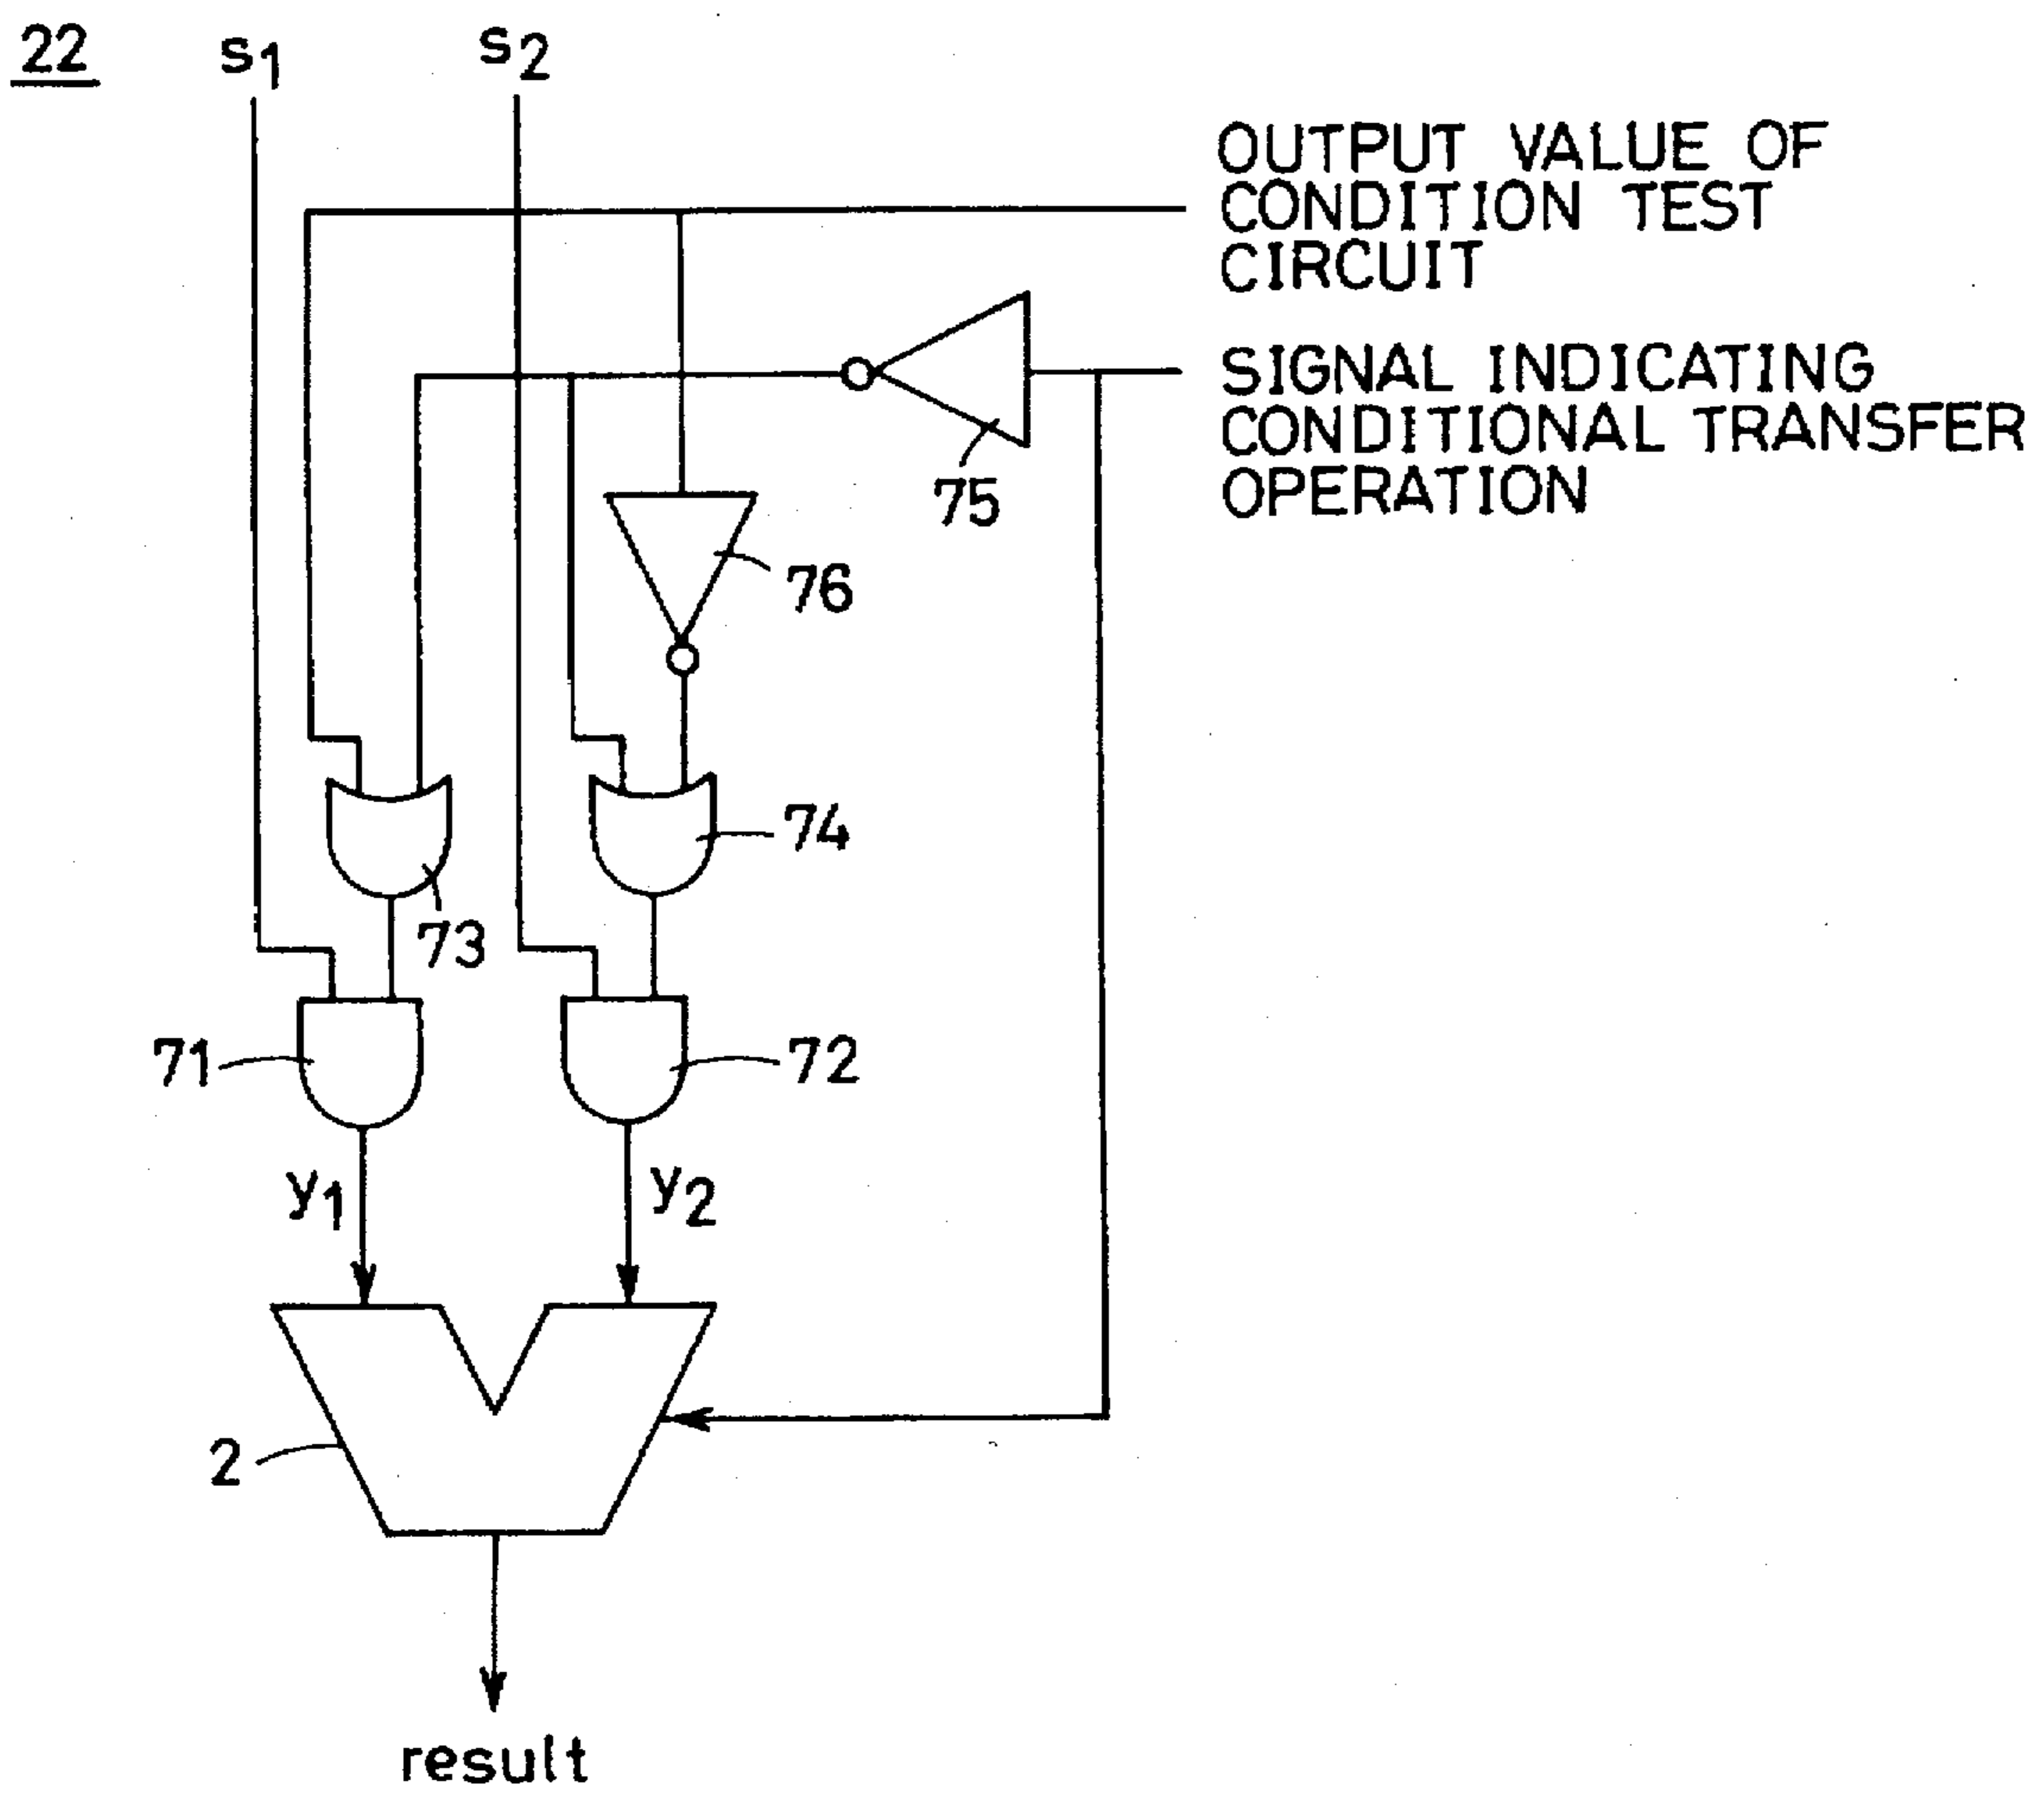 22
s1
s2
OUTPUT VALUE OF
CONDITION TEST
CIRCUIT
SIGNAL INDICATING
CONDITIONAL TRANSFER
OPERATION
75
76
74
73
71
72
y1
y2
2
result